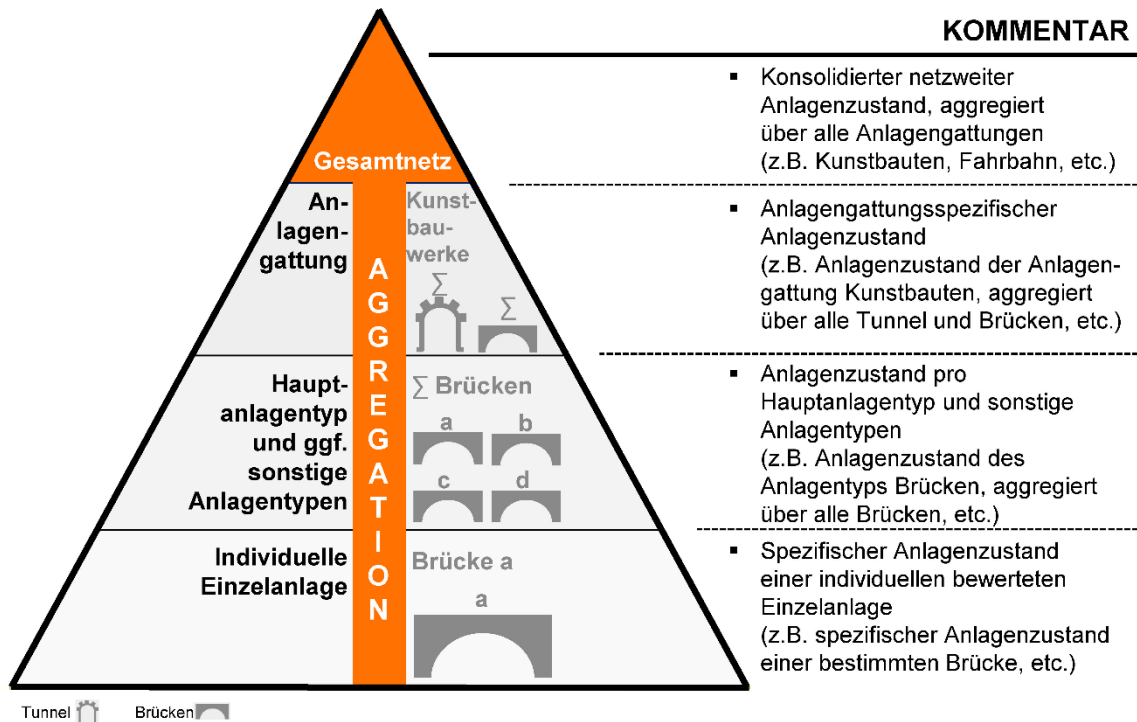 KOMMENTAR
Gesamtnetz
▪ Konsolidierter netzweiter
Anlagenzustand, aggregiert
über alle Anlagengattungen
(z.B. Kunstbauten, Fahrbahn, etc.)
An-
lagen-
gattung
Kunst-
bau-
werke
∑
∑
▪ Anlagengattungsspezifischer
Anlagenzustand
(z.B. Anlagenzustand der Anlagen-
gattung Kunstbauten, aggregiert
über alle Tunnel und Brücken, etc.)
AGGREGATION
Haupt-
anlagentyp
und ggf.
sonstige
Anlagentypen
∑ Brücken
a b
c d
▪ Anlagenzustand pro
Hauptanlagentyp und sonstige
Anlagentypen
(z.B. Anlagenzustand des
Anlagentyps Brücken, aggregiert
über alle Brücken, etc.)
Individuelle
Einzelanlage
Brücke a
a
▪ Spezifischer Anlagenzustand
einer individuellen bewerteten
Einzelanlage
(z.B. spezifischer Anlagenzustand
einer bestimmten Brücke, etc.)
Tunnel Brücken